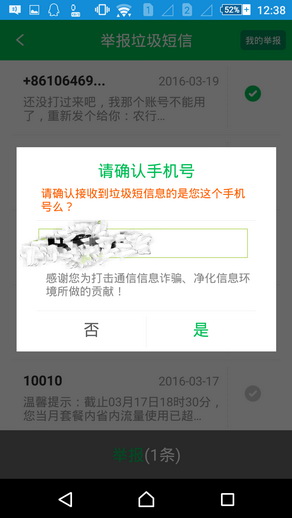 52% 12:38
举报垃圾短信
我的举报
+86106469... 2016-03-19
还没打过来吧，我那个账号不能用
了，重新发个给你：农行...
请确认手机号
请确认接收到垃圾短信息的是您这个手机
号么？
感谢您为打击通信信息诈骗、净化信息环
境所做的贡献！
否 是
10010 2016-03-17
温馨提示：截止03月17日18时30分，
您当月套餐内省内流量使用已超...
举报(1条)